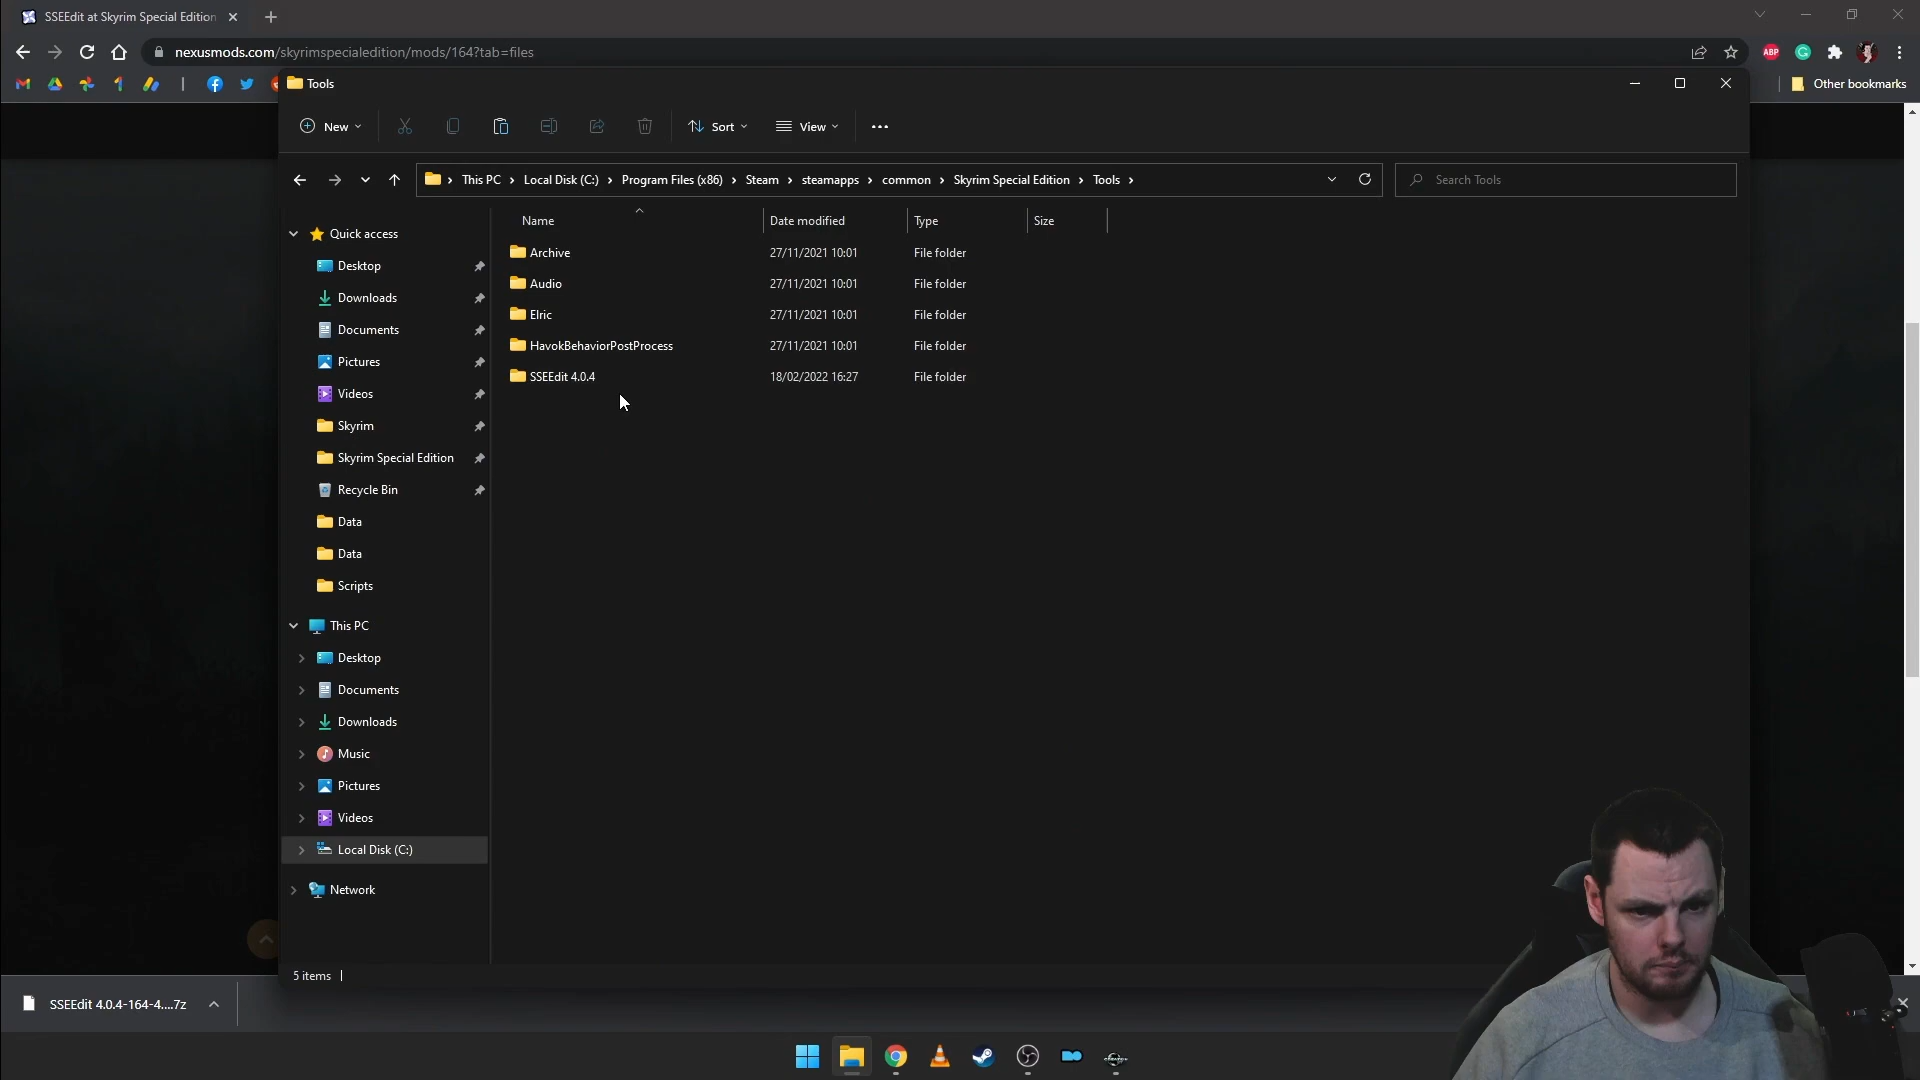 SSEEdit at Skyrim Special Edition
nexusmods.com/skyrimspecialedition/mods/164?tab=files
ABP
Other bookmarks
Tools
New
Sort
View
This PC
Local Disk (C:)
Program Files (x86)
Steam
steamapps
common
Skyrim Special Edition
Tools
Search Tools
Name
Date modified
Type
Size
Archive 27/11/2021 10:01 File folder
Audio 27/11/2021 10:01 File folder
Elric 27/11/2021 10:01 File folder
HavokBehaviorPostProcess 27/11/2021 10:01 File folder
SSEEdit 4.0.4 18/02/2022 16:27 File folder
Quick access
Desktop
Downloads
Documents
Pictures
Videos
Skyrim
Skyrim Special Edition
Recycle Bin
Data
Data
Scripts
This PC
Desktop
Documents
Downloads
Music
Pictures
Videos
Local Disk (C:)
Network
5 items
SSEEdit 4.0.4-164-4....7z